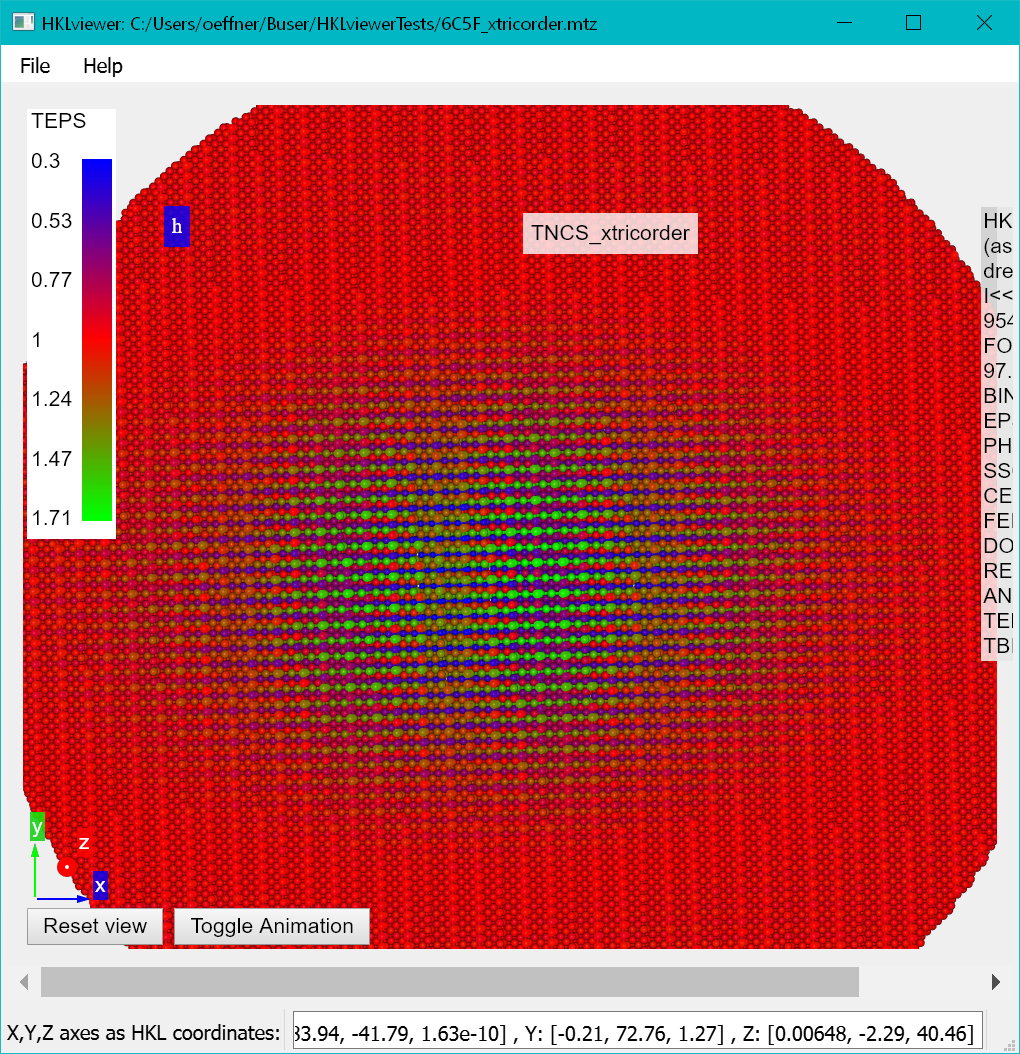 HKLviewer: C:/Users/oeffner/Buser/HKLviewerTests/6C5F_xtricorder.mtz
File Help
TEPS
0.3
0.53
0.77
1
1.24
1.47
1.71
h
TNCS_xtricorder
HK
(as
dre
I<<
954
FO
97.
BIN
EP
PH
SS
CE
FE
DO
RE
AN
TE
TB
y
z
x
Reset view Toggle Animation
X,Y,Z axes as HKL coordinates: 33.94, -41.79, 1.63e-10] , Y: [-0.21, 72.76, 1.27] , Z: [0.00648, -2.29, 40.46]